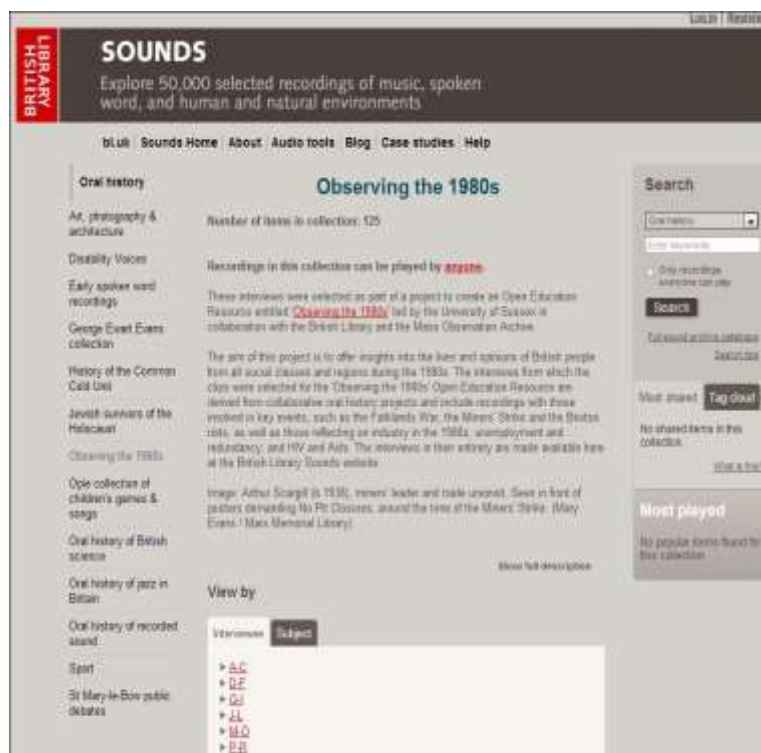 Log in | Register
BRITISH
LIBRARY
SOUNDS
Explore 50,000 selected recordings of music, spoken
word, and human and natural environments
bl.uk Sounds Home About Audio tools Blog Case studies Help
Oral history
Art, photography &
architecture
Disability Voices
Early spoken word
recordings
George Ewart Evans
collection
History of the Common
Cold Unit
Jewish survivors of the
Holocaust
Observing the 1980s
Opie collection of
children's games &
songs
Oral history of British
science
Oral history of jazz in
Britain
Oral history of recorded
sound
Sport
St Mary-le-Bow public
debates
Observing the 1980s
Number of items in collection: 125
Recordings in this collection can be played by anyone.
These interviews were selected as part of a project to create an Open Education
Resource entitled 'Observing the 1980s' led by the University of Sussex in
collaboration with the British Library and the Mass Observation Archive.
The aim of this project is to offer insights into the lives and opinions of British people
from all social classes and regions during the 1980s. The interviews from which the
clips were selected for the 'Observing the 1980s' Open Education Resource are
derived from collaborative oral history projects and include recordings with those
involved in key events, such as the Falklands War, the Miners' Strike and the Brixton
riots, as well as those reflecting on industry in the 1980s, unemployment and
redundancy, and HIV and Aids. The interviews in their entirety are made available here
at the British Library Sounds website.
Image: Arthur Scargill (b.1938), miners' leader and trade unionist. Seen in front of
posters demanding No Pit Closures, around the time of the Miners' Strike. (Mary
Evans / Marx Memorial Library)
Show full description
View by
Interviewee Subject
A-C
D-F
G-I
J-L
M-O
P-R
Search
Oral history
Enter keywords
Only recordings
everyone can play
Search
Full sound archive catalogue
Search tips
Most shared Tag cloud
No shared items in this
collection
What is this?
Most played
No popular items found for
this collection